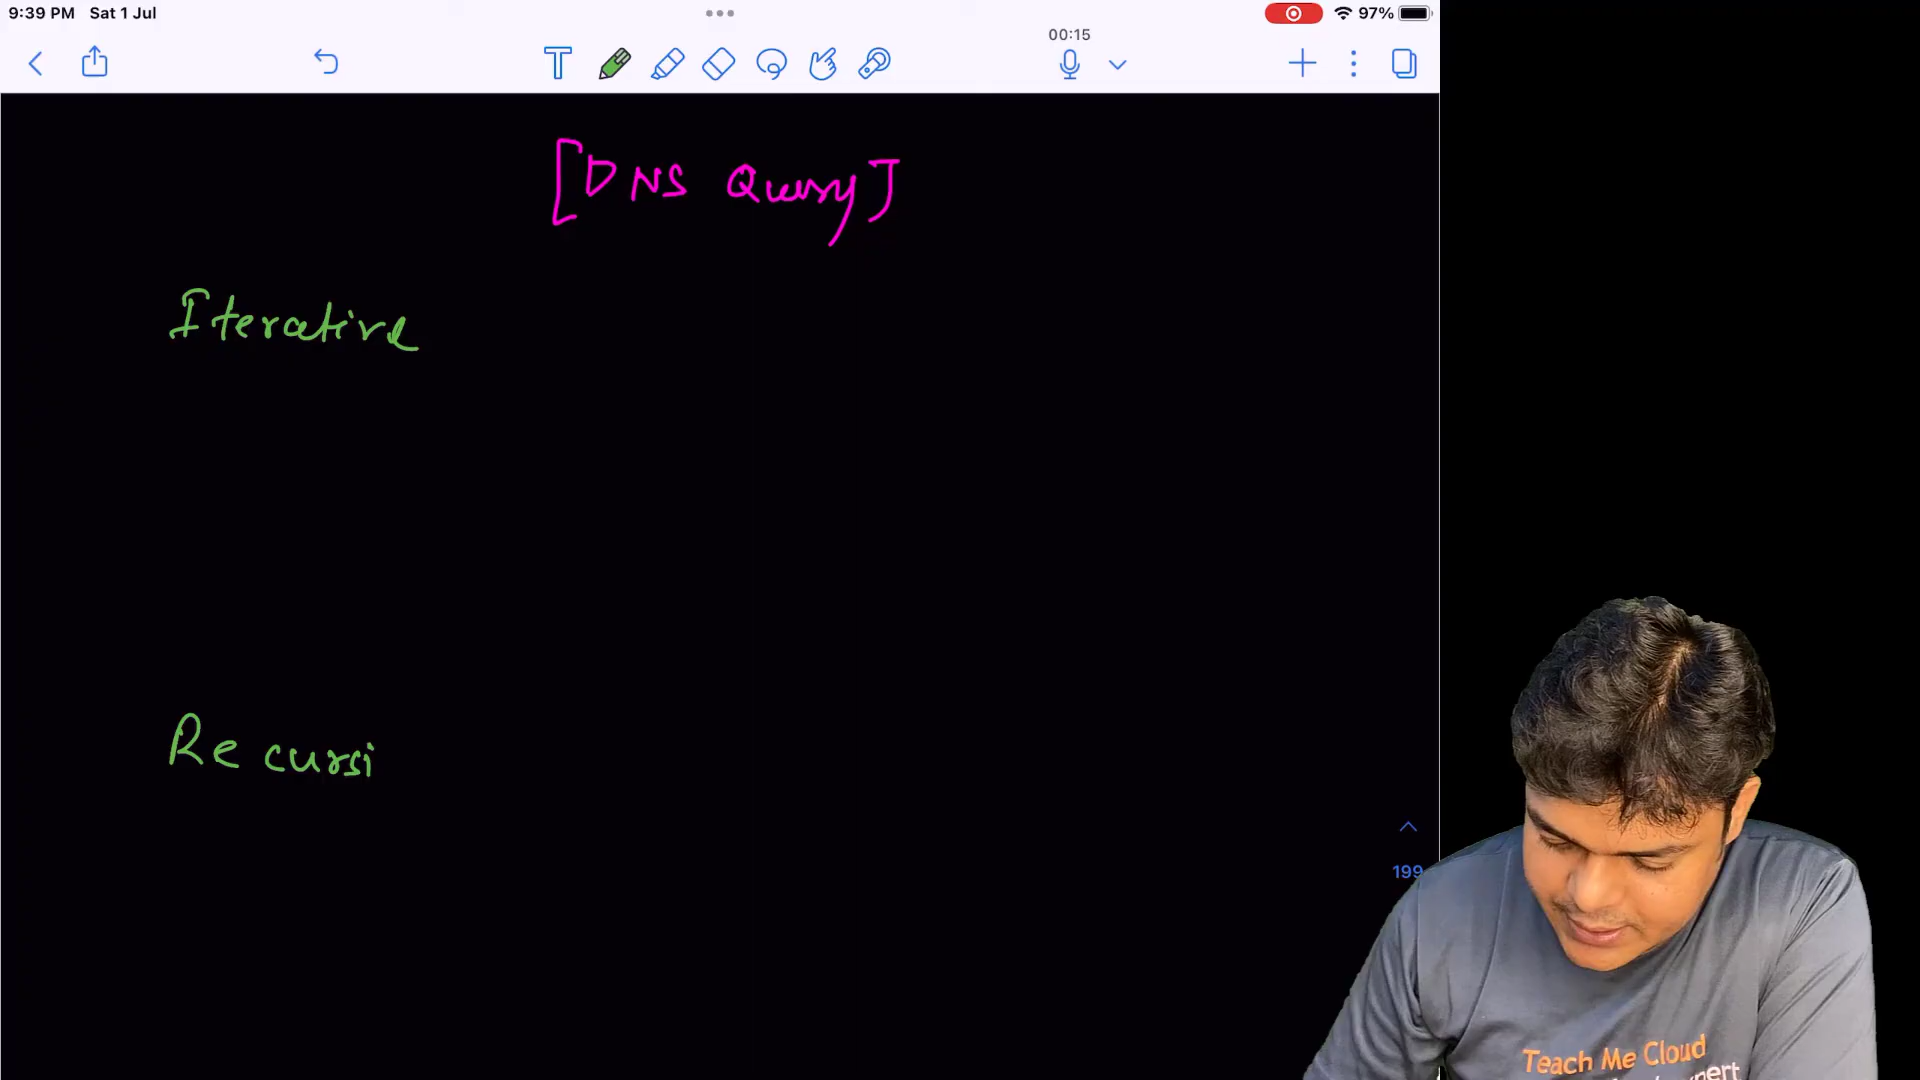 9:39 PM Sat 1 Jul
97%
00:15
[DNS Query]
Iterative
Recursi
199
Teach Me Cloud